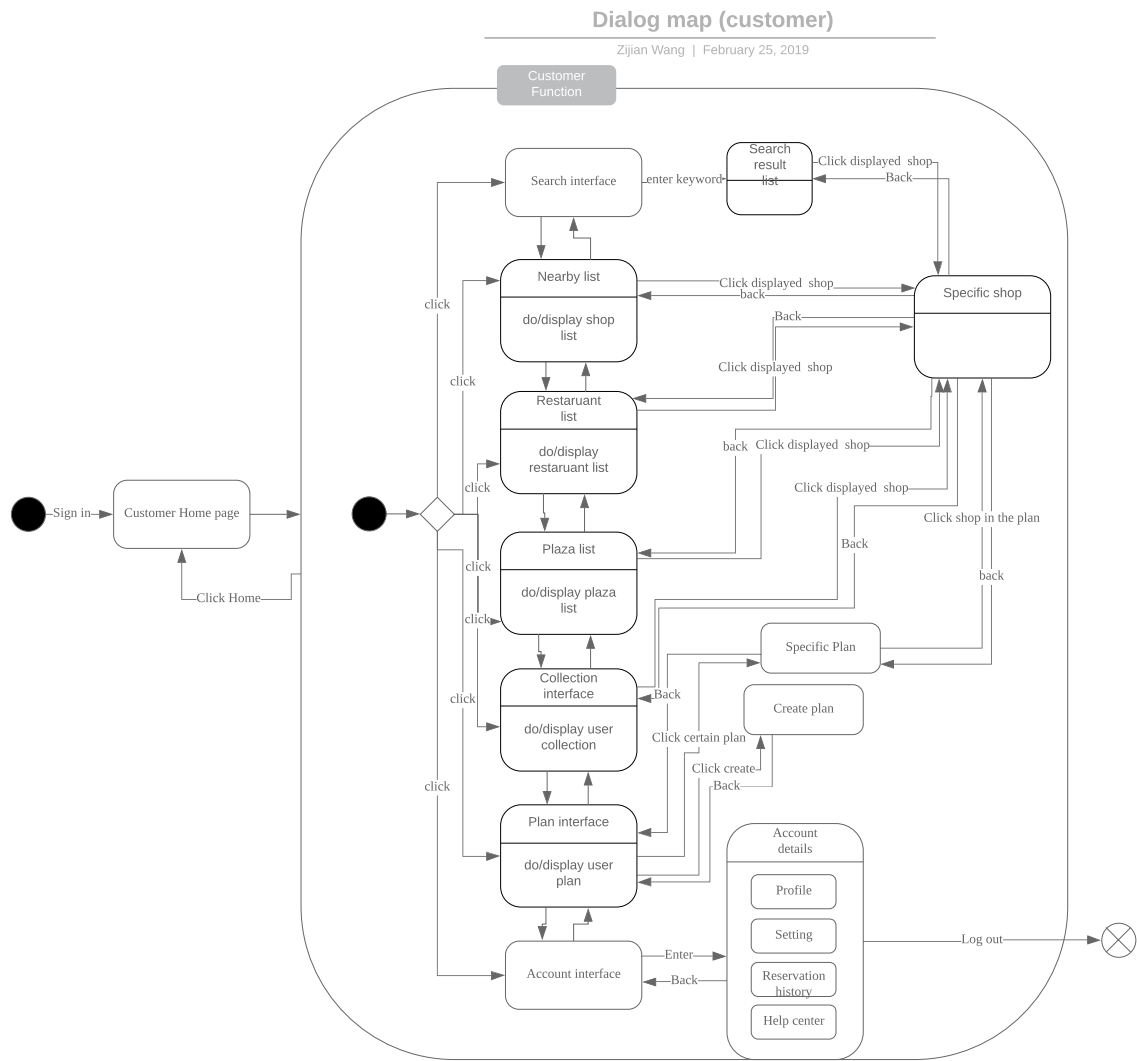 Dialog map (customer)
Zijian Wang | February 25, 2019
Customer
Function
Search interface
enter keyword
Search
result
list
Click displayed shop
Back
click
Nearby list
do/display shop
list
Click displayed shop
back
Specific shop
Back
click
Click displayed shop
Restaruant
list
do/display
restaruant list
back
Click displayed shop
click
Click displayed shop
Sign in
Customer Home page
Click shop in the plan
Plaza list
Back
click
back
do/display plaza
list
Click Home
click
Specific Plan
Collection
interface
Back
click
Create plan
do/display user
collection
Click certain plan
Click create
click
Back
Plan interface
do/display user
plan
Account
details
Profile
Setting
Log out
Enter
Account interface
Back
Reservation
history
Help center